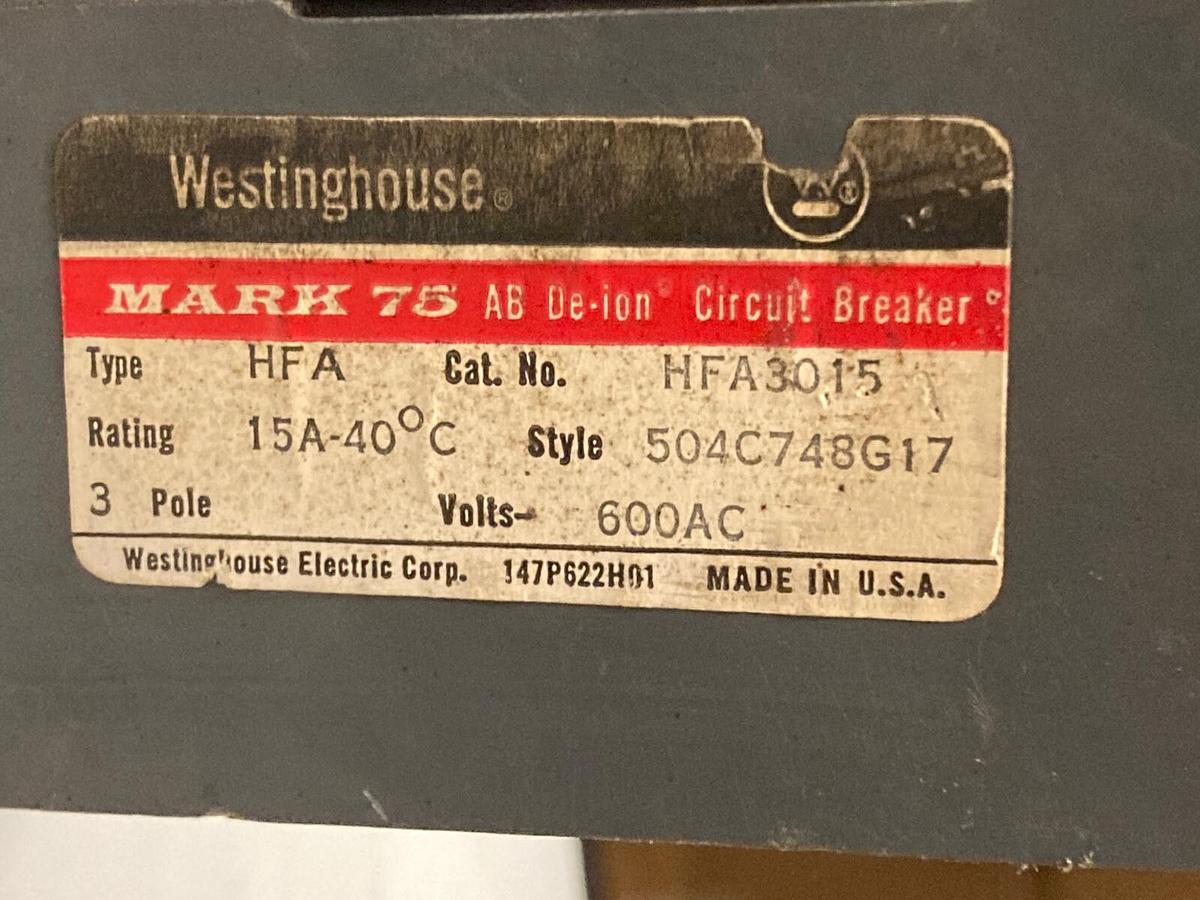 Westinghouse®
MARK 75 AB De-ion® Circuit Breaker
Type HFA Cat. No. HFA3015
Rating 15A-40°C Style 504C748G17
3 Pole Volts- 600AC
Westinghouse Electric Corp. 147P622H01 MADE IN U.S.A.